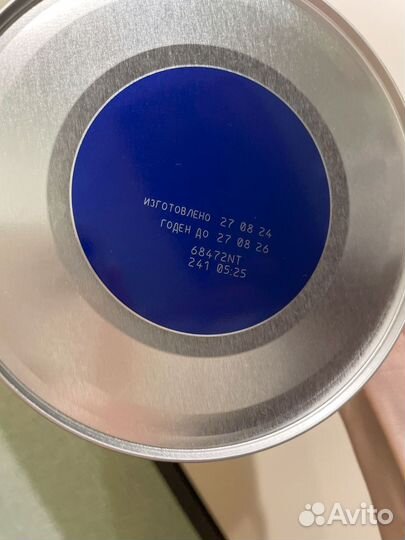 ИЗГОТОВЛЕНО 27 08 24
ГОДЕН ДО 27 08 26
68472NT
241 05:25
Avito